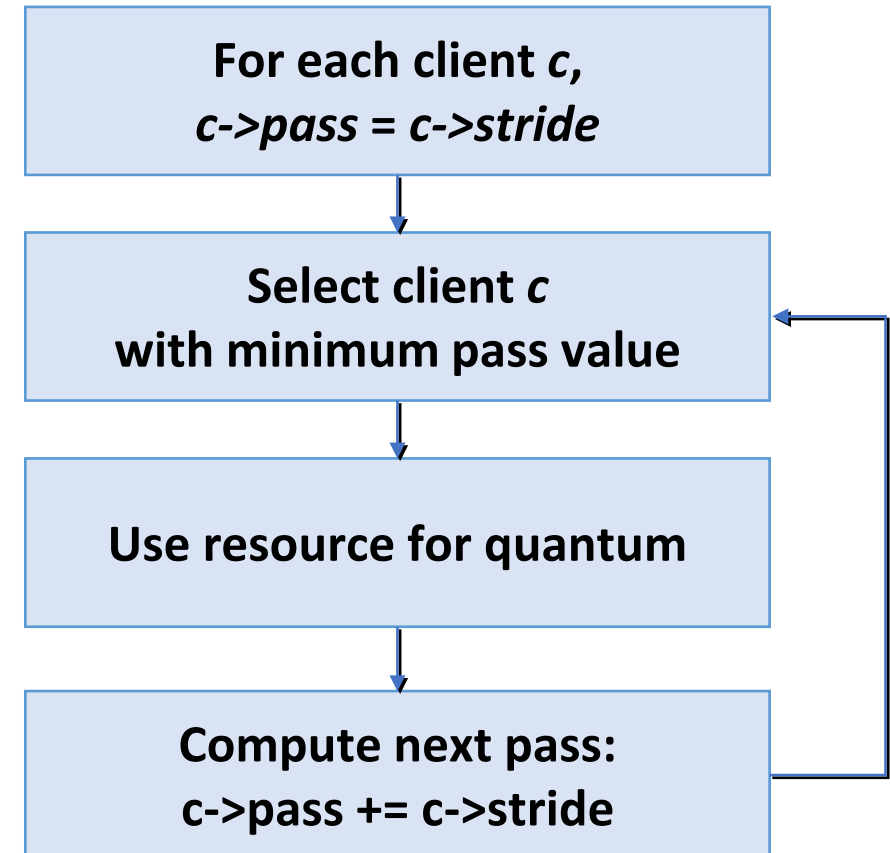 For each client c,
c->pass = c->stride
Select client c
with minimum pass value
Use resource for quantum
Compute next pass:
c->pass += c->stride